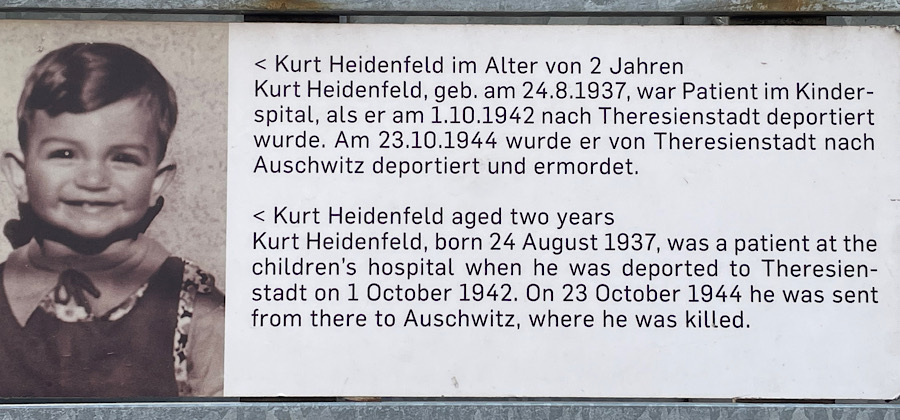 < Kurt Heidenfeld im Alter von 2 Jahren
Kurt Heidenfeld, geb. am 24.8.1937, war Patient im Kinder-
spital, als er am 1.10.1942 nach Theresienstadt deportiert
wurde. Am 23.10.1944 wurde er von Theresienstadt nach
Auschwitz deportiert und ermordet.
< Kurt Heidenfeld aged two years
Kurt Heidenfeld, born 24 August 1937, was a patient at the
children's hospital when he was deported to Theresien-
stadt on 1 October 1942. On 23 October 1944 he was sent
from there to Auschwitz, where he was killed.